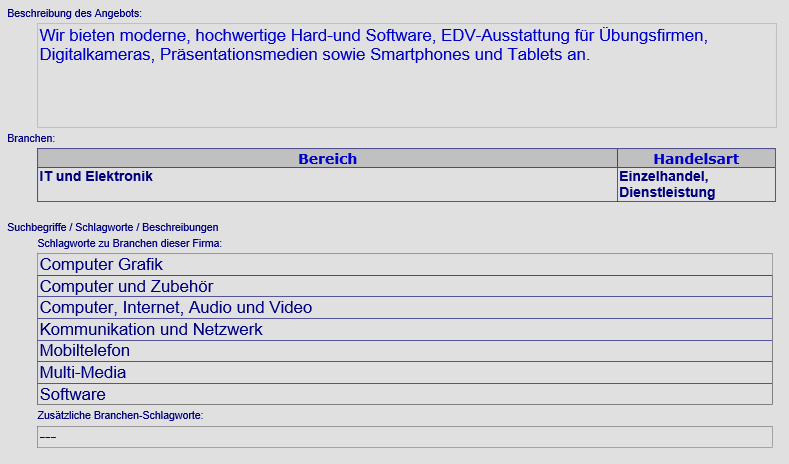 Beschreibung des Angebots:
Wir bieten moderne, hochwertige Hard-und Software, EDV-Ausstattung für Übungsfirmen,
Digitalkameras, Präsentationsmedien sowie Smartphones und Tablets an.
Branchen:
Bereich Handelsart
IT und Elektronik Einzelhandel,
Dienstleistung
Suchbegriffe / Schlagworte / Beschreibungen
Schlagworte zu Branchen dieser Firma:
Computer Grafik
Computer und Zubehör
Computer, Internet, Audio und Video
Kommunikation und Netzwerk
Mobiltelefon
Multi-Media
Software
Zusätzliche Branchen-Schlagworte:
---